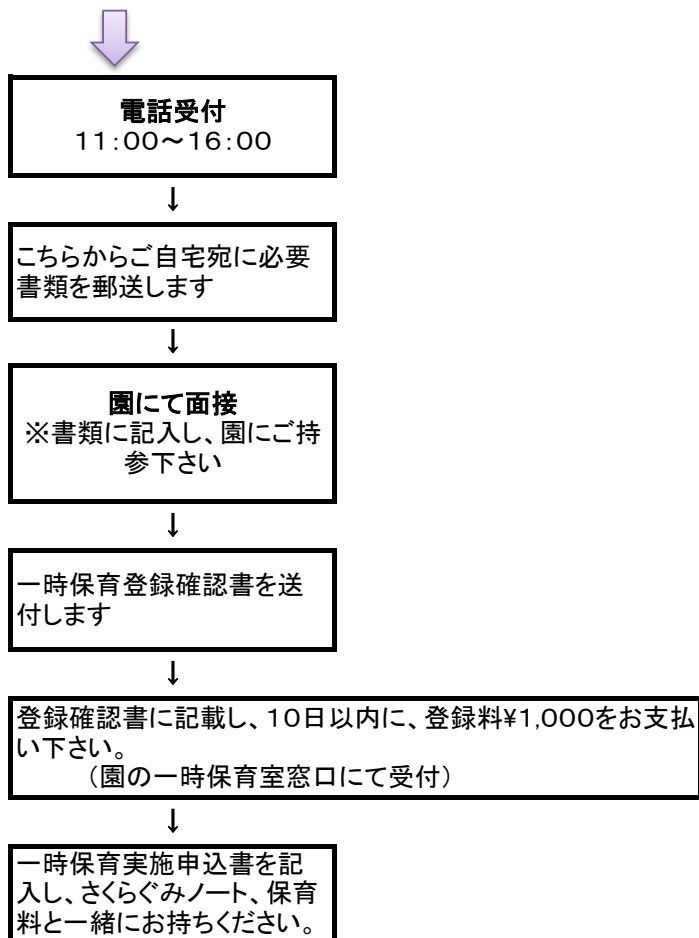 電話受付
11:00~16:00
↓
こちらからご自宅宛に必要
書類を郵送します
↓
園にて面接
※書類に記入し、園にご持
参下さい
↓
一時保育登録確認書を送
付します
↓
登録確認書に記載し、10日以内に、登録料¥1,000をお支払
い下さい。
(園の一時保育室窓口にて受付)
↓
一時保育実施申込書を記
入し、さくらぐみノート、保育
料と一緒にお持ちください。